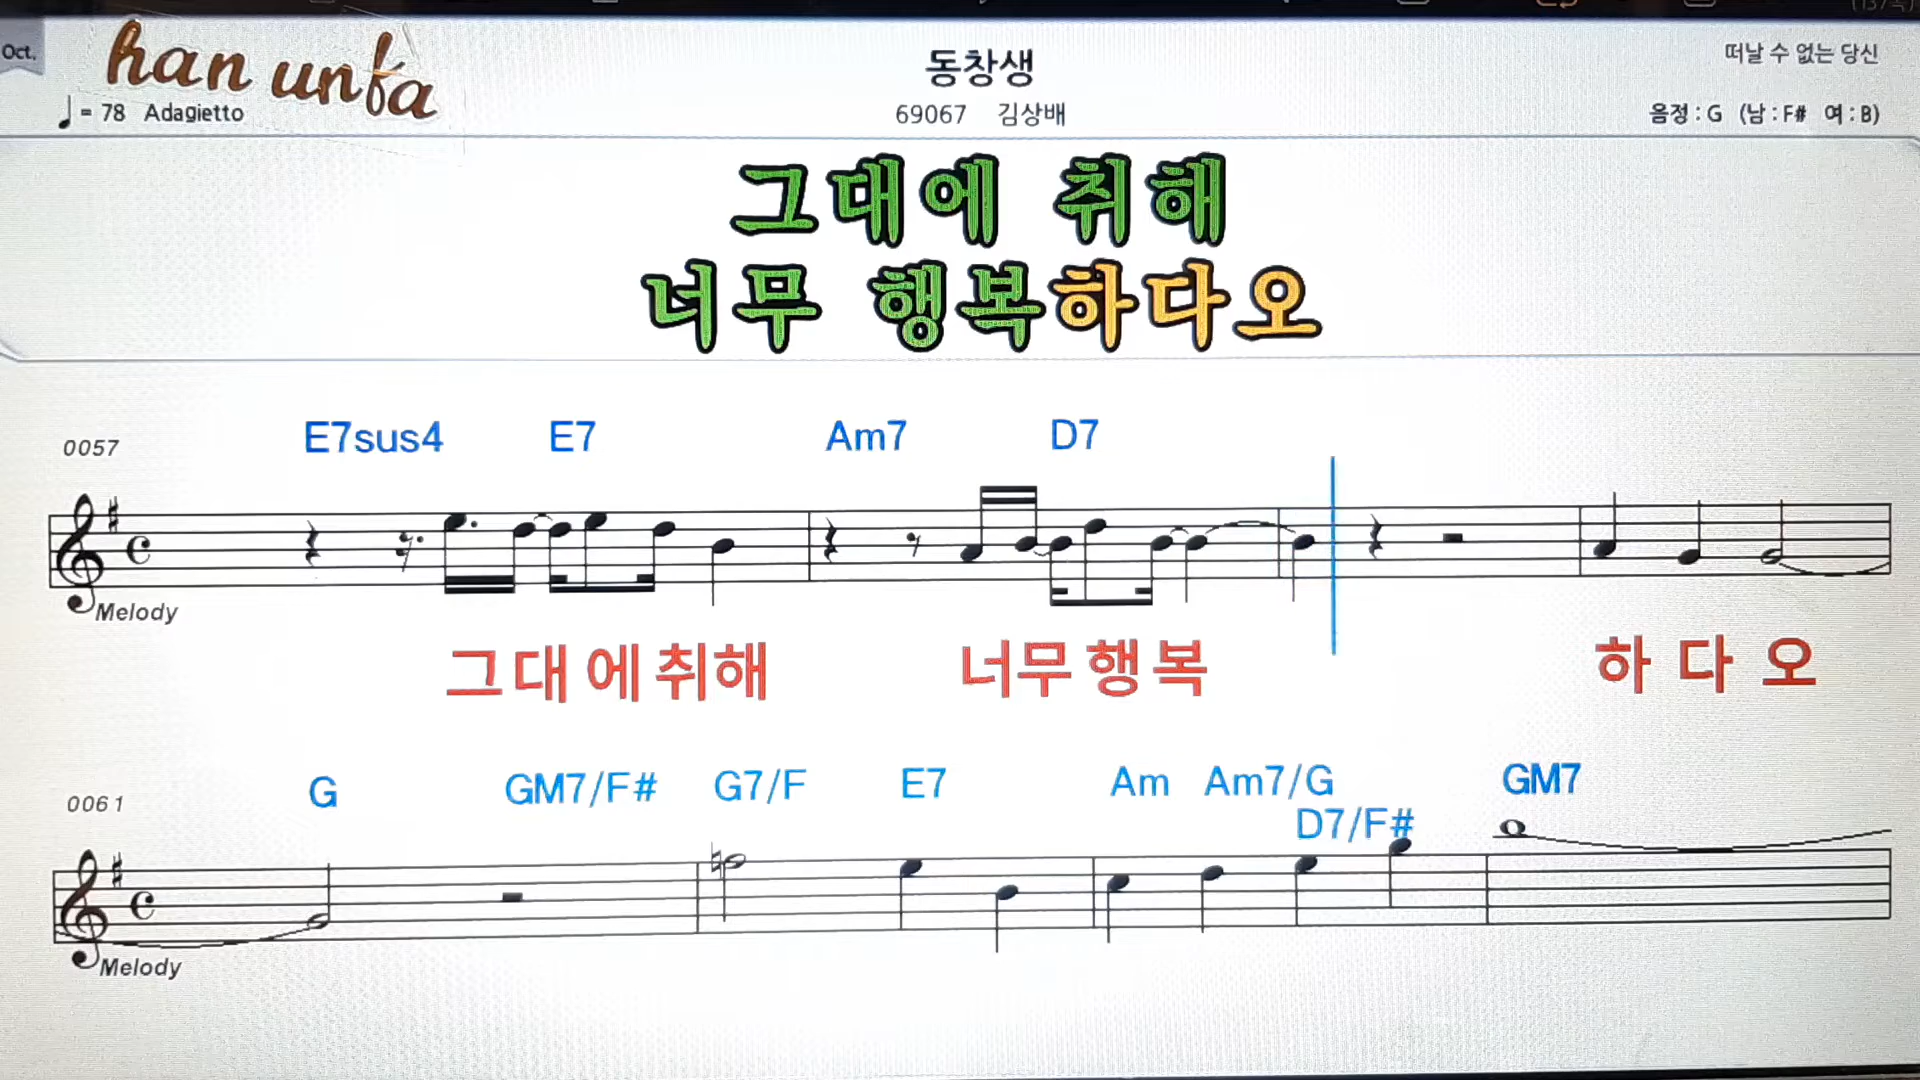 Oct.
han unfa
동창생
떠날 수 없는 당신
= 78 Adagietto
69067 김상배
음정 : G (남 : F# 여 : B)
그대에 취해
너무 행복하다오
0057
E7sus4 E7 Am7 D7
Melody
그대에취해 너무행복 하다오
0061
G GM7/F# G7/F E7 Am Am7/G GM7
D7/F#
Melody